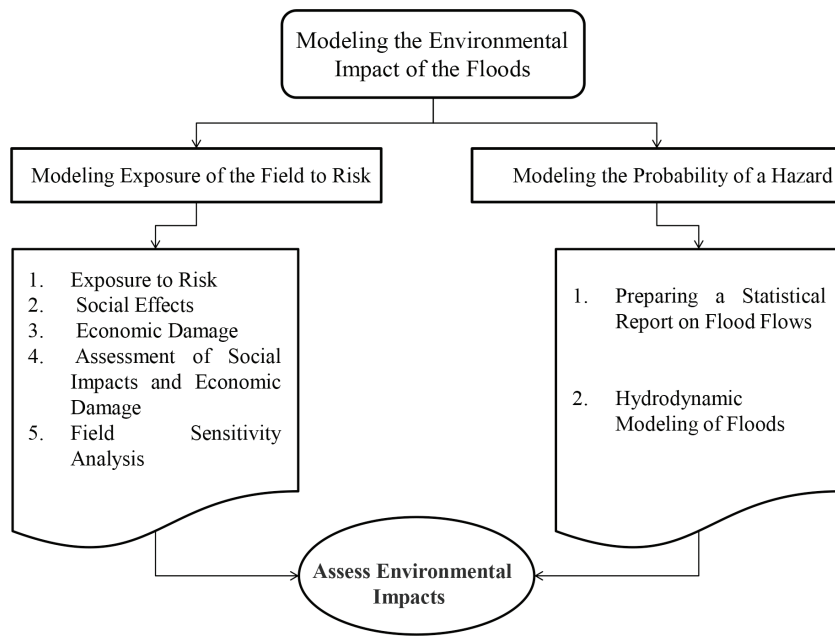 Modeling the Environmental
Impact of the Floods
Modeling Exposure of the Field to Risk
Modeling the Probability of a Hazard
1. Exposure to Risk
2. Social Effects
3. Economic Damage
4. Assessment of Social
Impacts and Economic
Damage
5. Field Sensitivity
Analysis
1. Preparing a Statistical
Report on Flood Flows
2. Hydrodynamic
Modeling of Floods
Assess Environmental
Impacts